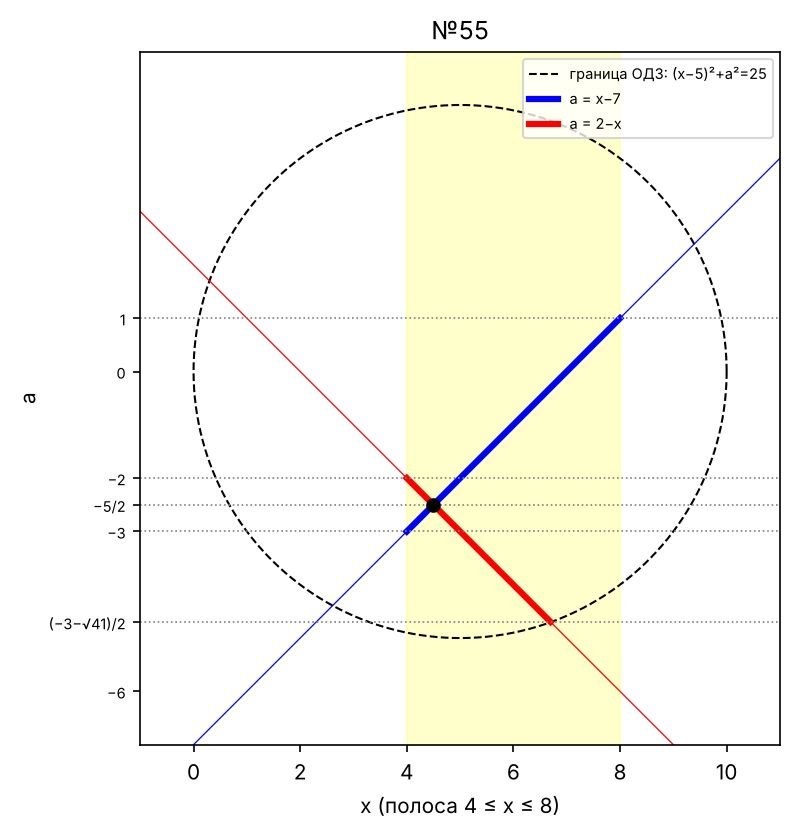 №55
граница ОДЗ: (x−5)²+a²=25
a = x−7
a = 2−x
1
0
−2
−5/2
−3
(−3−√41)/2
−6
a
0 2 4 6 8 10
x (полоса 4 ≤ x ≤ 8)